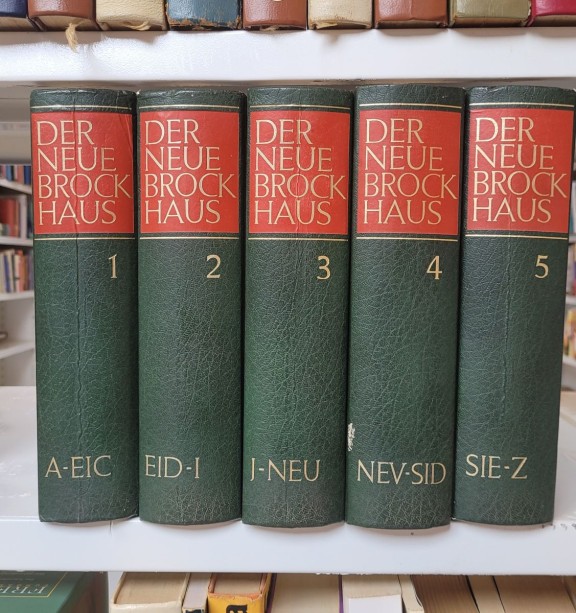 DER
NEUE
BROCK
HAUS
1
A-EIC
DER
NEUE
BROCK
HAUS
2
EID-I
DER
NEUE
BROCK
HAUS
3
J-NEU
DER
NEUE
BROCK
HAUS
4
NEV-SID
DER
NEUE
BROCK
HAUS
5
SIE-Z